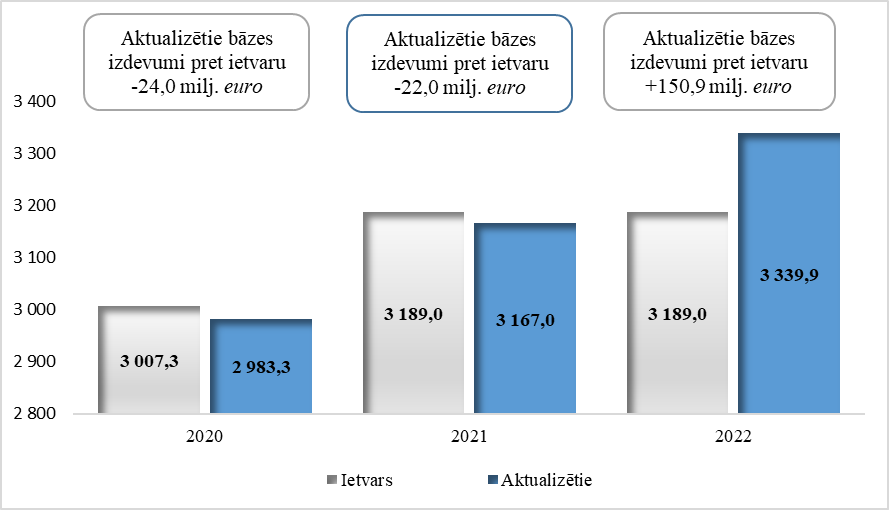 Aktualizētie bāzes
izdevumi pret ietvaru
-24,0 milj. euro
Aktualizētie bāzes
izdevumi pret ietvaru
-22,0 milj. euro
Aktualizētie bāzes
izdevumi pret ietvaru
+150,9 milj. euro
3 400
3 300
3 200
3 100
3 000
2 900
2 800
3 007,3
2 983,3
3 189,0
3 167,0
3 189,0
3 339,9
2020
2021
2022
Ietvars
Aktualizētie